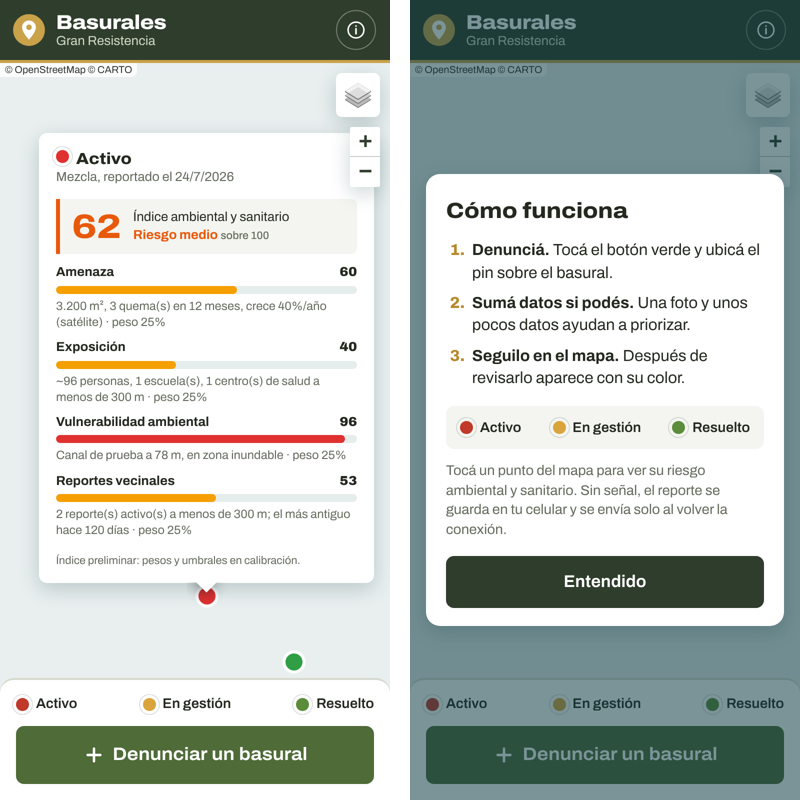 Basurales
Gran Resistencia
© OpenStreetMap © CARTO
+
−
Activo
Mezcla, reportado el 24/7/2026
62
Índice ambiental y sanitario
Riesgo medio sobre 100
Amenaza 60
3.200 m², 3 quema(s) en 12 meses, crece 40%/año
(satélite) · peso 25%
Exposición 40
~96 personas, 1 escuela(s), 1 centro(s) de salud a
menos de 300 m · peso 25%
Vulnerabilidad ambiental 96
Canal de prueba a 78 m, en zona inundable · peso 25%
Reportes vecinales 53
2 reporte(s) activo(s) a menos de 300 m; el más antiguo
hace 120 días · peso 25%
Índice preliminar: pesos y umbrales en calibración.
Activo En gestión Resuelto
+ Denunciar un basural
Basurales
Gran Resistencia
© OpenStreetMap © CARTO
+
−
Cómo funciona
1. Denunciá. Tocá el botón verde y ubicá el
pin sobre el basural.
2. Sumá datos si podés. Una foto y unos
pocos datos ayudan a priorizar.
3. Seguilo en el mapa. Después de
revisarlo aparece con su color.
Activo En gestión Resuelto
Tocá un punto del mapa para ver su riesgo
ambiental y sanitario. Sin señal, el reporte se
guarda en tu celular y se envía solo al volver la
conexión.
Entendido
Activo En gestión Resuelto
+ Denunciar un basural